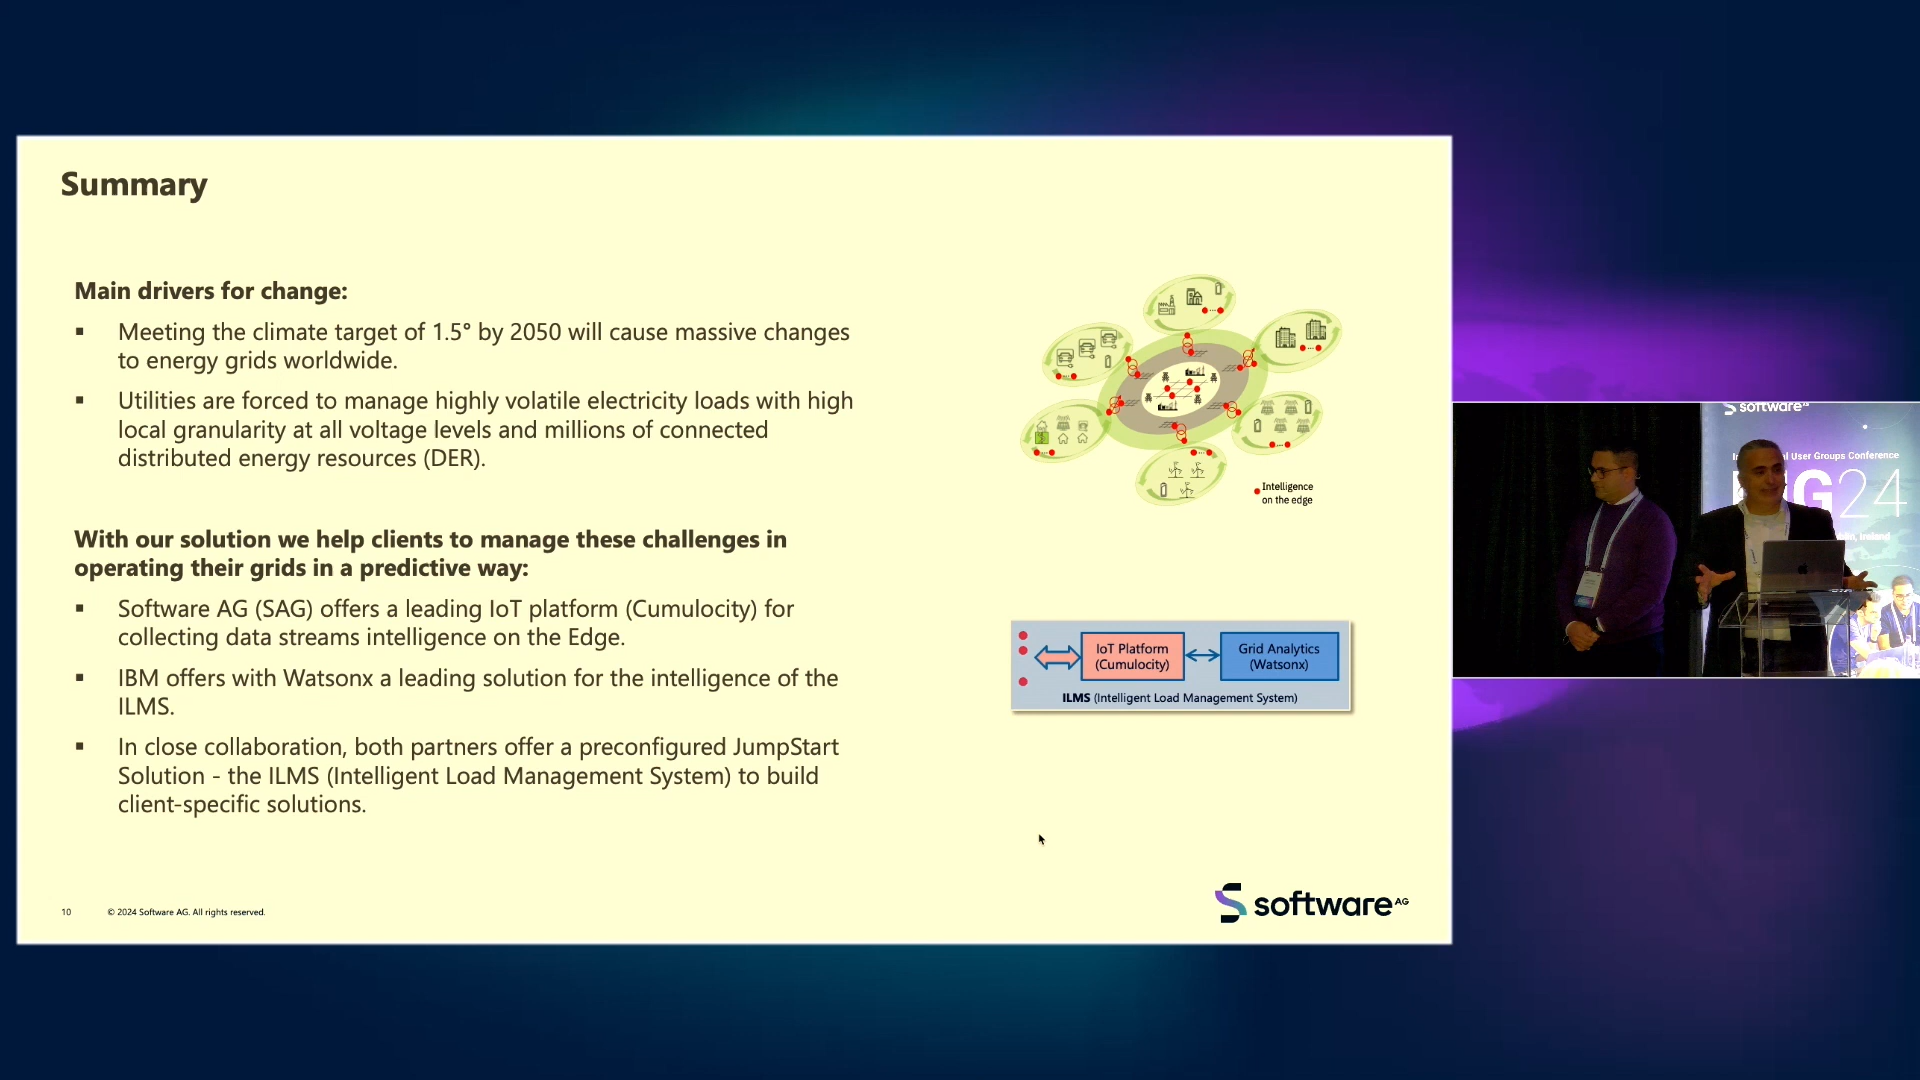 Summary
Main drivers for change:
▪ Meeting the climate target of 1.5° by 2050 will cause massive changes
to energy grids worldwide.
▪ Utilities are forced to manage highly volatile electricity loads with high
local granularity at all voltage levels and millions of connected
distributed energy resources (DER).
With our solution we help clients to manage these challenges in
operating their grids in a predictive way:
▪ Software AG (SAG) offers a leading IoT platform (Cumulocity) for
collecting data streams intelligence on the Edge.
▪ IBM offers with Watsonx a leading solution for the intelligence of the
ILMS.
▪ In close collaboration, both partners offer a preconfigured JumpStart
Solution - the ILMS (Intelligent Load Management System) to build
client-specific solutions.
Intelligence
on the edge
IoT Platform
(Cumulocity)
Grid Analytics
(Watsonx)
ILMS (Intelligent Load Management System)
10
© 2024 Software AG. All rights reserved.
software AG
software
User Groups Conference
G24
Ireland